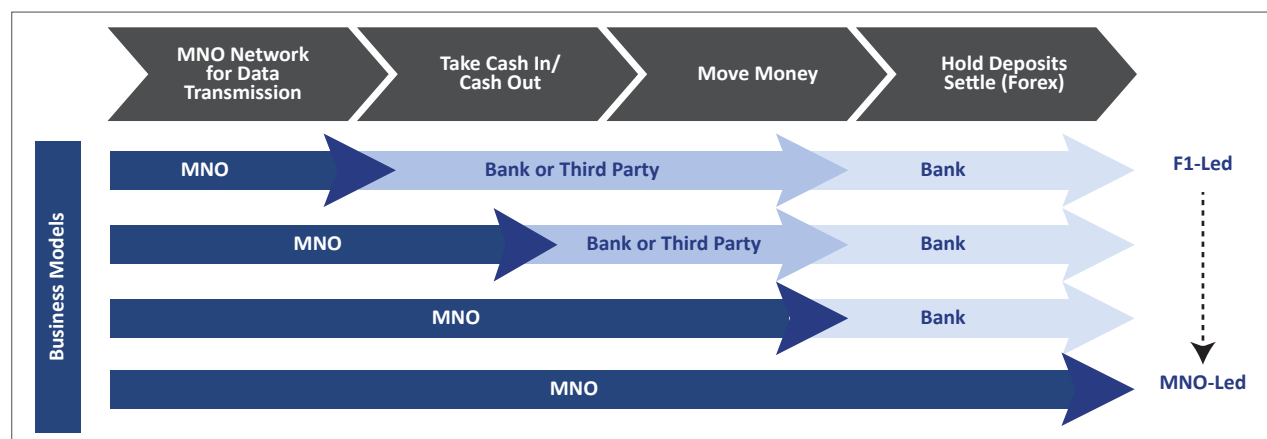 MNO Network
for Data
Transmission
Take Cash In/
Cash Out
Move Money
Hold Deposits
Settle (Forex)
Business Models
MNO
Bank or Third Party
Bank
F1-Led
MNO
Bank or Third Party
Bank
MNO
Bank
MNO
MNO-Led